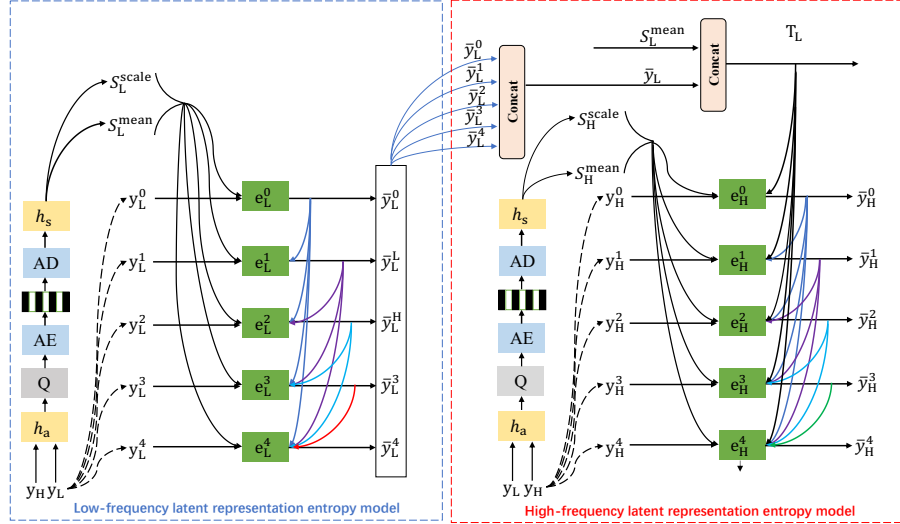 S_L^scale
S_L^mean
h_s
AD
AE
Q
h_a
y_H y_L
y_L^0
y_L^1
y_L^2
y_L^3
y_L^4
e_L^0
e_L^1
e_L^2
e_L^3
e_L^4
ȳ_L^0
ȳ_L^L
ȳ_L^H
ȳ_L^3
ȳ_L^4
Low-frequency latent representation entropy model
ȳ_L^0
ȳ_L^1
ȳ_L^2
ȳ_L^3
ȳ_L^4
Concat
S_L^mean
ȳ_L
Concat
T_L
S_H^scale
S_H^mean
h_s
AD
AE
Q
h_a
y_L y_H
y_H^0
y_H^1
y_H^2
y_H^3
y_H^4
e_H^0
e_H^1
e_H^2
e_H^3
e_H^4
ȳ_H^0
ȳ_H^1
ȳ_H^2
ȳ_H^3
ȳ_H^4
High-frequency latent representation entropy model